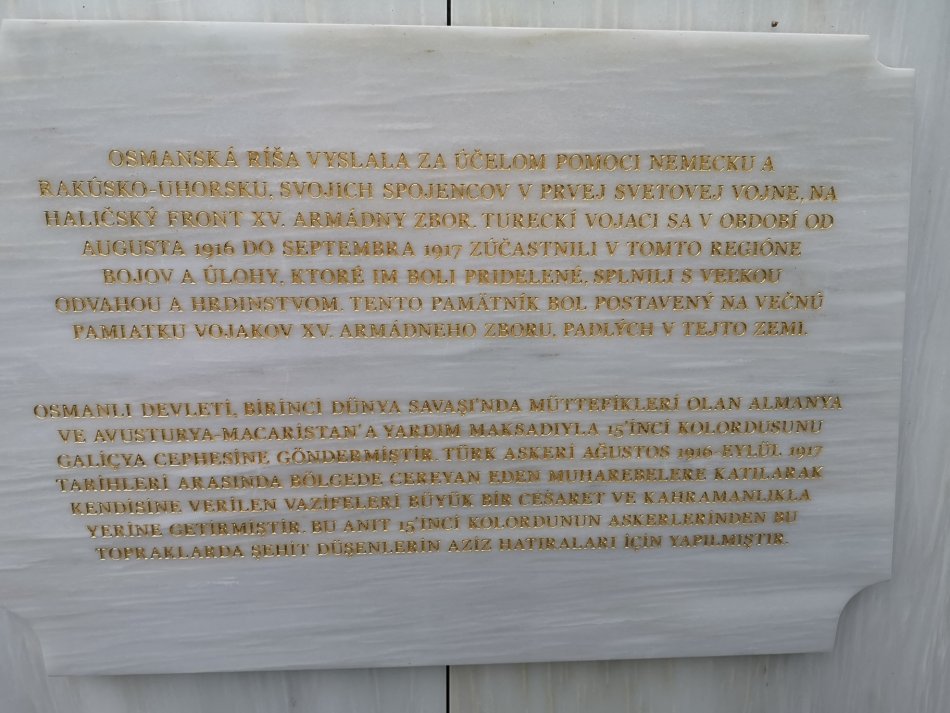 OSMANSKÁ RÍŠA VYSLALA ZA ÚČELOM POMOCI NEMECKU A
RAKÚSKO-UHORSKU, SVOJICH SPOJENCOV V PRVEJ SVETOVEJ VOJNE, NA
HALIČSKÝ FRONT XV. ARMÁDNY ZBOR. TURECKÍ VOJACI SA V OBDOBÍ OD
AUGUSTA 1916 DO SEPTEMBRA 1917 ZÚČASTNILI V TOMTO REGIÓNE
BOJOV A ÚLOHY, KTORÉ IM BOLI PRIDELENÉ, SPLNILI S VEĽKOU
ODVAHOU A HRDINSTVOM. TENTO PAMÄTNÍK BOL POSTAVENÝ NA VEČNÚ
PAMIATKU VOJAKOV XV. ARMÁDNEHO ZBORU, PADLÝCH V TEJTO ZEMI.
OSMANLI DEVLETİ, BİRİNCİ DÜNYA SAVAŞI'NDA MÜTTEFİKLERİ OLAN ALMANYA
VE AVUSTURYA-MACARİSTAN'A YARDIM MAKSADIYLA 15'İNCİ KOLORDUSUNU
GALİÇYA CEPHESİNE GÖNDERMİŞTİR. TÜRK ASKERİ AĞUSTOS 1916-EYLÜL 1917
TARİHLERİ ARASINDA BÖLGEDE CEREYAN EDEN MUHAREBELERE KATILARAK
KENDİSİNE VERİLEN VAZİFELERİ BÜYÜK BİR CESARET VE KAHRAMANLIKLA
YERİNE GETİRMİŞTİR. BU ANIT 15'İNCİ KOLORDUNUN ASKERLERİNDEN BU
TOPRAKLARDA ŞEHİT DÜŞENLERİN AZİZ HATIRALARI İÇİN YAPILMIŞTIR.